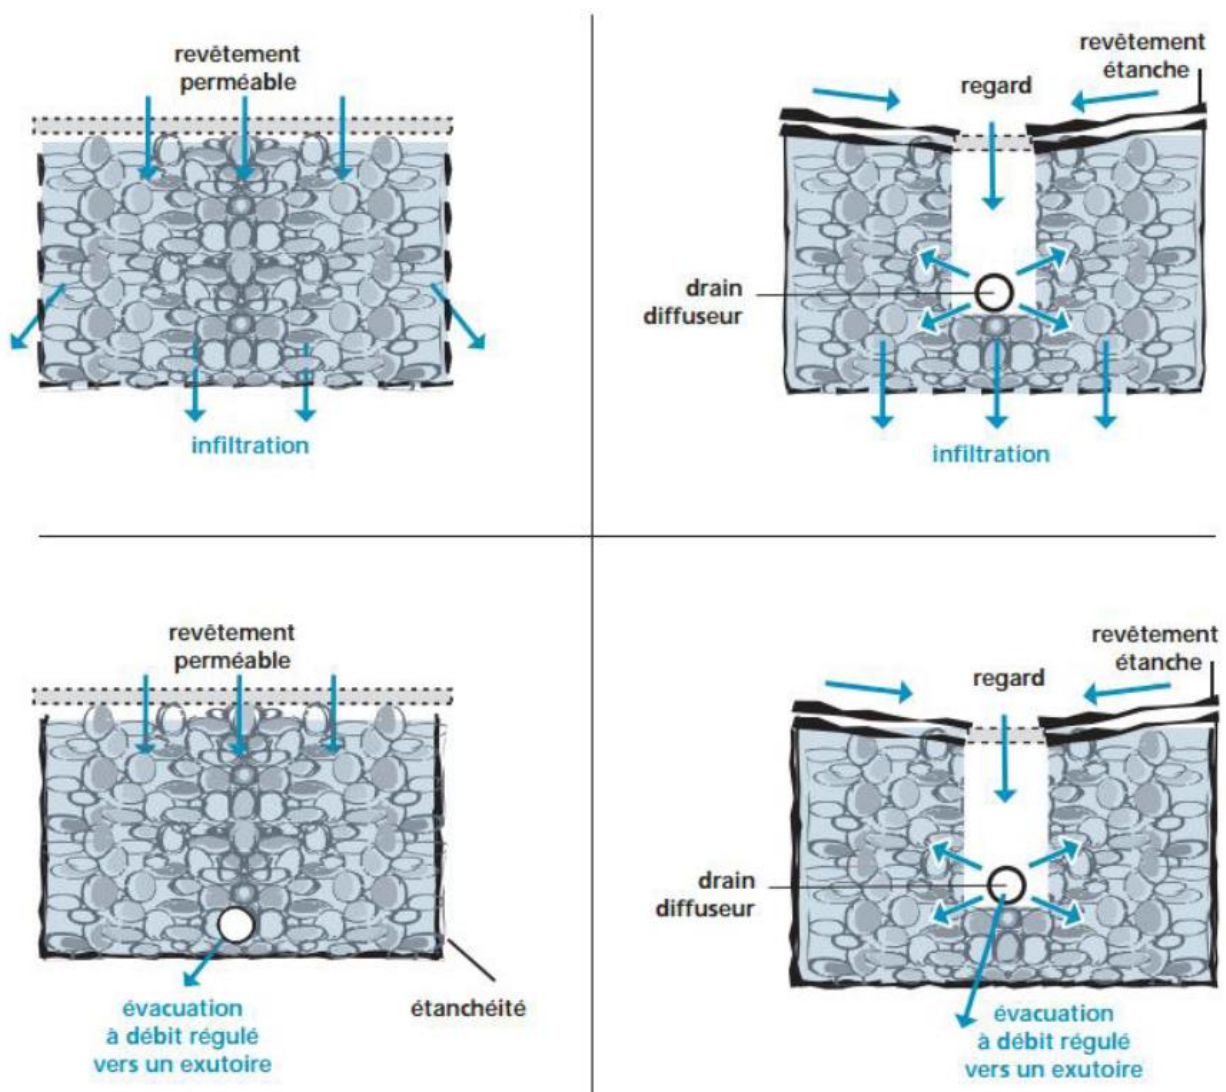 revêtement
perméable
infiltration
revêtement
étanche
regard
drain
diffuseur
infiltration
revêtement
perméable
évacuation
à débit régulé
vers un exutoire
étanchéité
revêtement
étanche
regard
drain
diffuseur
évacuation
à débit régulé
vers un exutoire